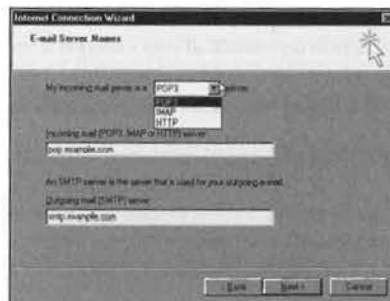 Internet Connection Wizard
E-mail Server Names
My incoming mail server is a POP3 server.
POP3
IMAP
HTTP
Incoming mail (POP3, IMAP or HTTP) server:
pop.example.com
An SMTP server is the server that is used for your outgoing e-mail.
Outgoing mail (SMTP) server:
smtp.example.com
< Back Next > Cancel